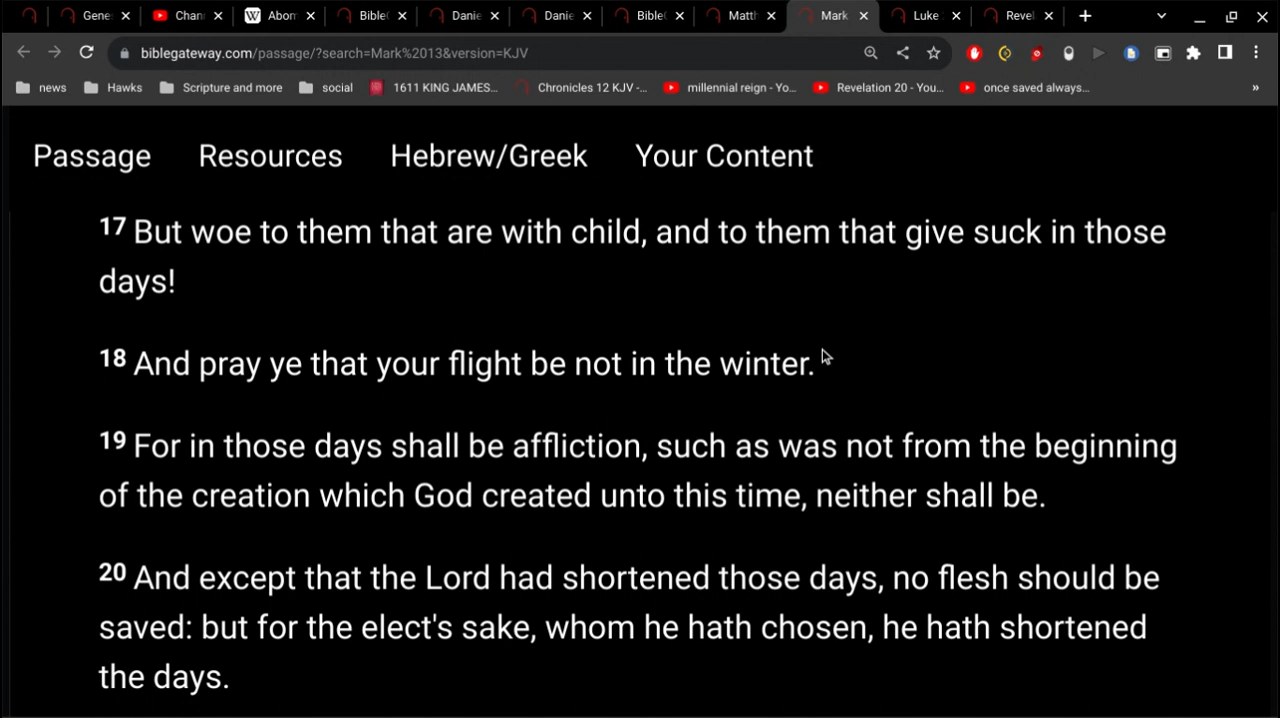 Gene: Chan W Abom Bible( Danie Danie Bible( Matth Mark Luke Revel
biblegateway.com/passage/?search=Mark%2013&version=KJV
news Hawks Scripture and more social 1611 KING JAMES... Chronicles 12 KJV -... millennial reign - Yo... Revelation 20 - You... once saved always... »
Passage Resources Hebrew/Greek Your Content
17 But woe to them that are with child, and to them that give suck in those
days!
18 And pray ye that your flight be not in the winter.
19 For in those days shall be affliction, such as was not from the beginning
of the creation which God created unto this time, neither shall be.
20 And except that the Lord had shortened those days, no flesh should be
saved: but for the elect's sake, whom he hath chosen, he hath shortened
the days.